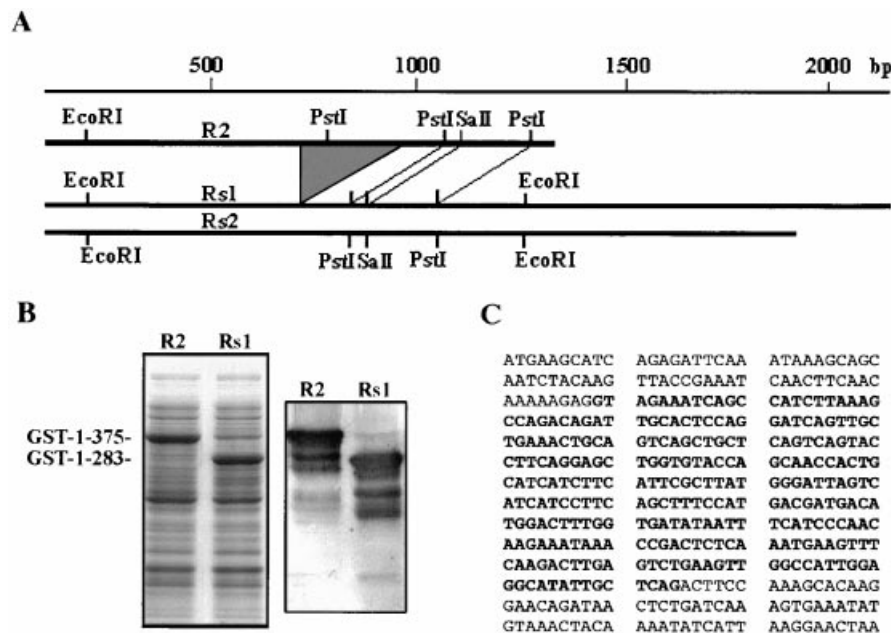 A
500 1000 1500 2000 bp
EcoRI PstI PstI SalI PstI
R2
EcoRI EcoRI
Rs1
Rs2
EcoRI PstI SalI PstI EcoRI
B
R2 Rs1
R2 Rs1
GST-1-375-
GST-1-283-
C
ATGAAGCATC AGAGATTCAA ATAAAGCAGC
AATCTACAAG TTACCGAAAT CAACTTCAAC
AAAAAGAGGT AGAAATCAGC CATCTTAAAG
CCAGACAGAT TGCACTCCAG GATCAGTTGC
TGAAACTGCA GTCAGCTGCT CAGTCAGTAC
CTTCAGGAGC TGGTGTACCA GCAACCACTG
CATCATCTTC ATTCGCTTAT GGGATTAGTC
ATCATCCTTC AGCTTTCCAT GACGATGACA
TGGACTTTGG TGATATAATT TCATCCCAAC
AAGAAATAAA CCGACTCTCA AATGAAGTTT
CAAGACTTGA GTCTGAAGTT GGCCATTGGA
GGCATATTGC TCAGACTTCC AAAGCACAAG
GAACAGATAA CTCTGATCAA AGTGAAATAT
GTAAACTACA AAATATCATT AAGGAACTAA